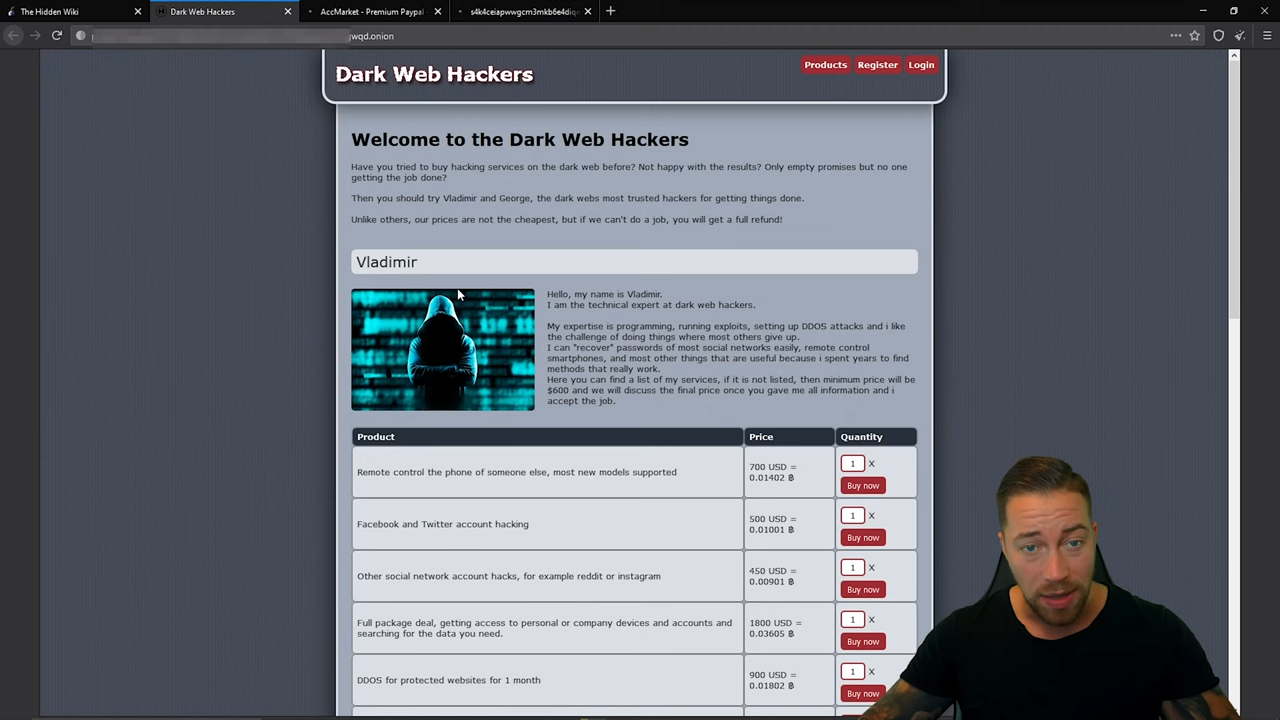 The Hidden Wiki
Dark Web Hackers
AccMarket - Premium Paypal
gwqd.onion
Dark Web Hackers
Products
Register
Login
Welcome to the Dark Web Hackers
Have you tried to buy hacking services on the dark web before? Not happy with the results? Only empty promises but no one
getting the job done?
Then you should try Vladimir and George, the dark webs most trusted hackers for getting things done.
Unlike others, our prices are not the cheapest, but if we can't do a job, you will get a full refund!
Vladimir
Hello, my name is Vladimir.
I am the technical expert at dark web hackers.
My expertise is programming, running exploits, setting up DDOS attacks and i like
the challenge of doing things where most others give up.
I can "recover" passwords of most social networks easily, remote control
smartphones, and most other things that are useful because i spent years to find
methods that really work.
Here you can find a list of my services, if it is not listed, then minimum price will be
$600 and we will discuss the final price once you gave me all information and i
accept the job.
Product Price Quantity
Remote control the phone of someone else, most new models supported
700 USD =
0.01402 ฿
1 X
Buy now
Facebook and Twitter account hacking
500 USD =
0.01001 ฿
1 X
Buy now
Other social network account hacks, for example reddit or instagram
450 USD =
0.00901 ฿
1 X
Buy now
Full package deal, getting access to personal or company devices and accounts and
searching for the data you need.
1800 USD =
0.03605 ฿
1 X
Buy now
DDOS for protected websites for 1 month
900 USD =
0.01802 ฿
1 X
Buy now